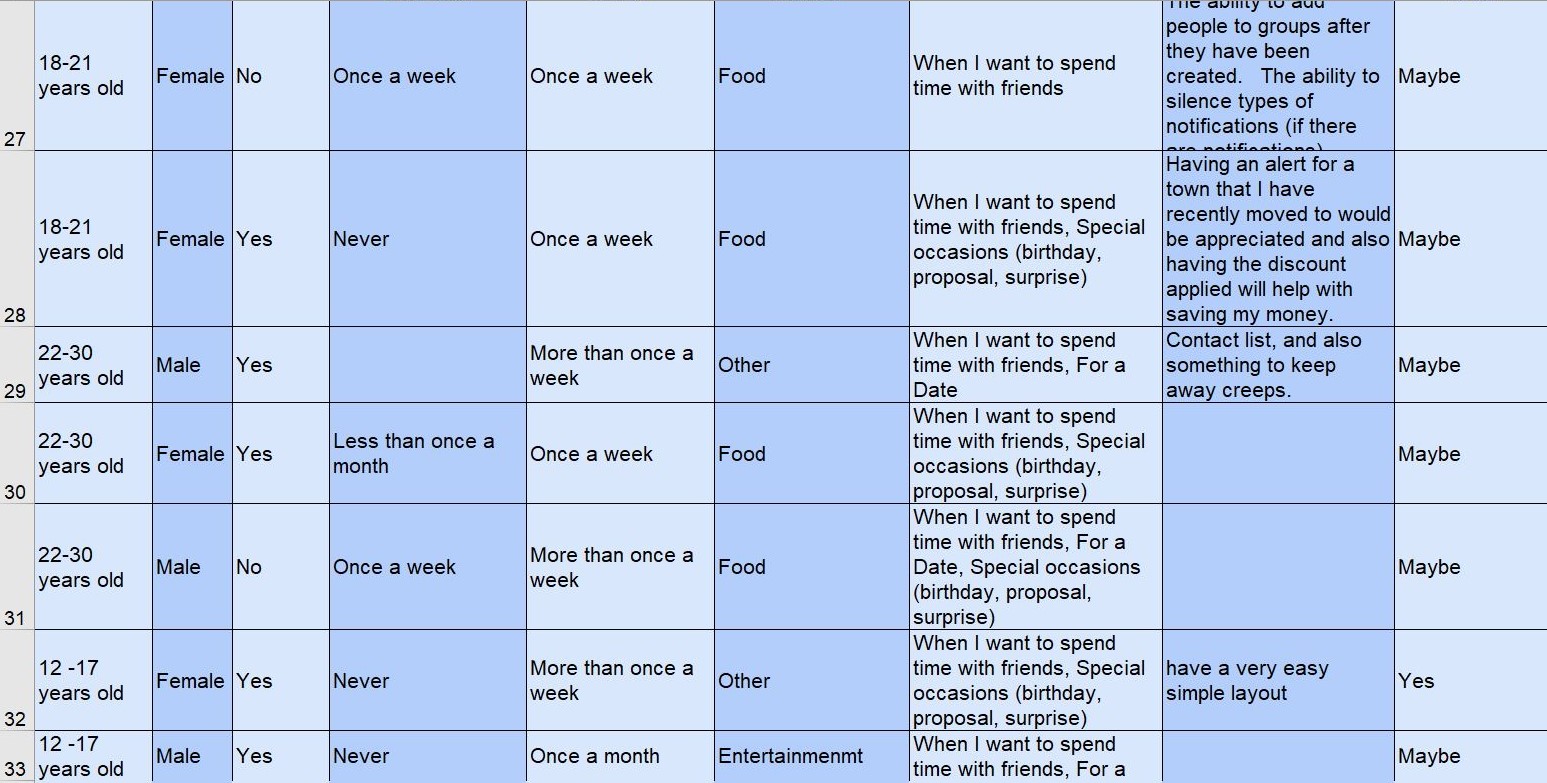 27
18-21
years old
Female
No
Once a week
Once a week
Food
When I want to spend
time with friends
The ability to add
people to groups after
they have been
created.   The ability to
silence types of
notifications (if there
are notifications)
Maybe
28
18-21
years old
Female
Yes
Never
Once a week
Food
When I want to spend
time with friends, Special
occasions (birthday,
proposal, surprise)
Having an alert for a
town that I have
recently moved to would
be appreciated and also
having the discount
applied will help with
saving my money.
Maybe
29
22-30
years old
Male
Yes
More than once a
week
Other
When I want to spend
time with friends, For a
Date
Contact list, and also
something to keep
away creeps.
Maybe
30
22-30
years old
Female
Yes
Less than once a
month
Once a week
Food
When I want to spend
time with friends, Special
occasions (birthday,
proposal, surprise)
Maybe
31
22-30
years old
Male
No
Once a week
More than once a
week
Food
When I want to spend
time with friends, For a
Date, Special occasions
(birthday, proposal,
surprise)
Maybe
32
12 -17
years old
Female
Yes
Never
More than once a
week
Other
When I want to spend
time with friends, Special
occasions (birthday,
proposal, surprise)
have a very easy
simple layout
Yes
33
12 -17
years old
Male
Yes
Never
Once a month
Entertainmenmt
When I want to spend
time with friends, For a
Maybe